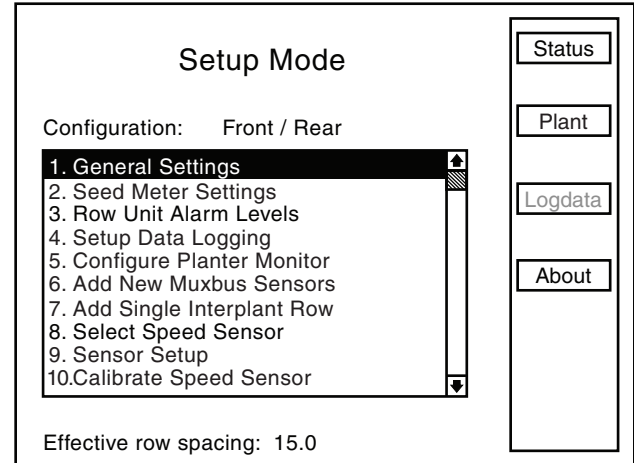 Setup Mode
Configuration: Front / Rear
1. General Settings
2. Seed Meter Settings
3. Row Unit Alarm Levels
4. Setup Data Logging
5. Configure Planter Monitor
6. Add New Muxbus Sensors
7. Add Single Interplant Row
8. Select Speed Sensor
9. Sensor Setup
10.Calibrate Speed Sensor
Effective row spacing: 15.0
Status
Plant
Logdata
About